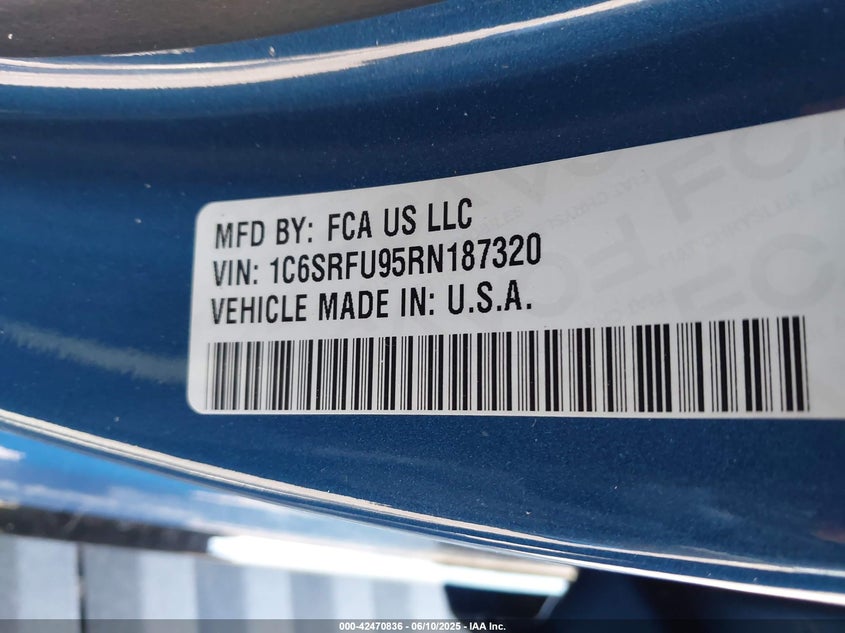 MFD BY: FCA US LLC
VIN: 1C6SRFU95RN187320
VEHICLE MADE IN: U.S.A.
000-42470836 - 06/10/2025 - IAA Inc.